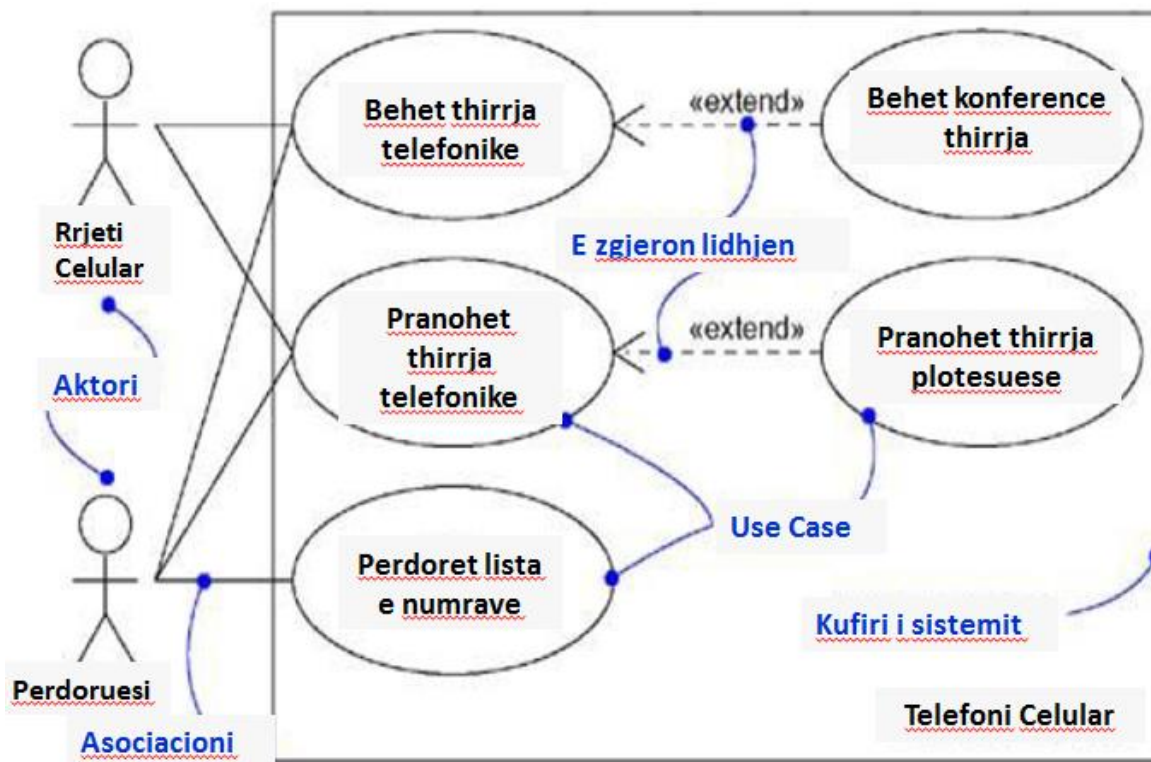 Behet thirrja
telefonike
«extend»
Behet konference
thirrja
Rrjeti
Celular
E zgjeron lidhjen
Pranohet
thirrja
telefonike
«extend»
Pranohet thirrja
plotesuese
Aktori
Use Case
Perdoret lista
e numrave
Kufiri i sistemit
Perdoruesi
Telefoni Celular
Asociacioni